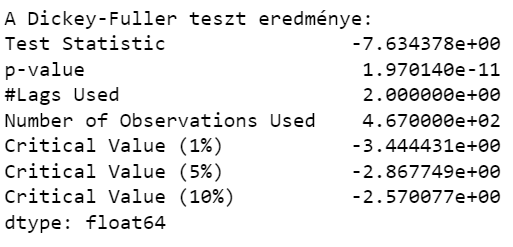 A Dickey-Fuller teszt eredménye:
Test Statistic -7.634378e+00
p-value 1.970140e-11
#Lags Used 2.000000e+00
Number of Observations Used 4.670000e+02
Critical Value (1%) -3.444431e+00
Critical Value (5%) -2.867749e+00
Critical Value (10%) -2.570077e+00
dtype: float64